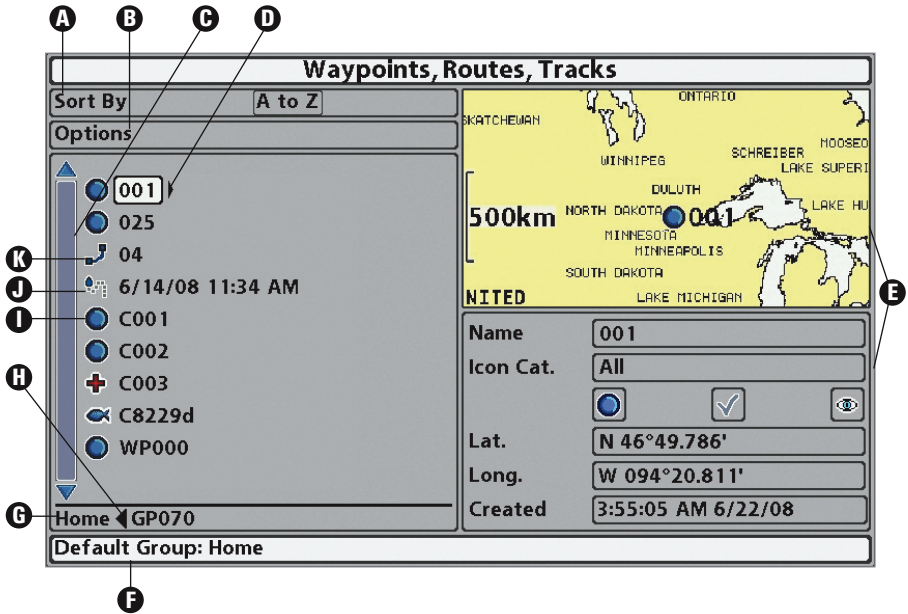 A B C D
Waypoints, Routes, Tracks
Sort By A to Z
Options
001
025
K 04
J 6/14/08 11:34 AM
I C001
C002
H C003
C8229d
WP000
G Home GP070
Default Group: Home
F
ONTARIO
SKATCHEWAN
WINNIPEG
SCHREIBER
MOOSEO
LAKE SUPERI
DULUTH
500km
NORTH DAKOTA
001
LAKE HU
MINNESOTA
MINNEAPOLIS
SOUTH DAKOTA
NITED
LAKE MICHIGAN
E
Name 001
Icon Cat. All
Lat. N 46°49.786'
Long. W 094°20.811'
Created 3:55:05 AM 6/22/08